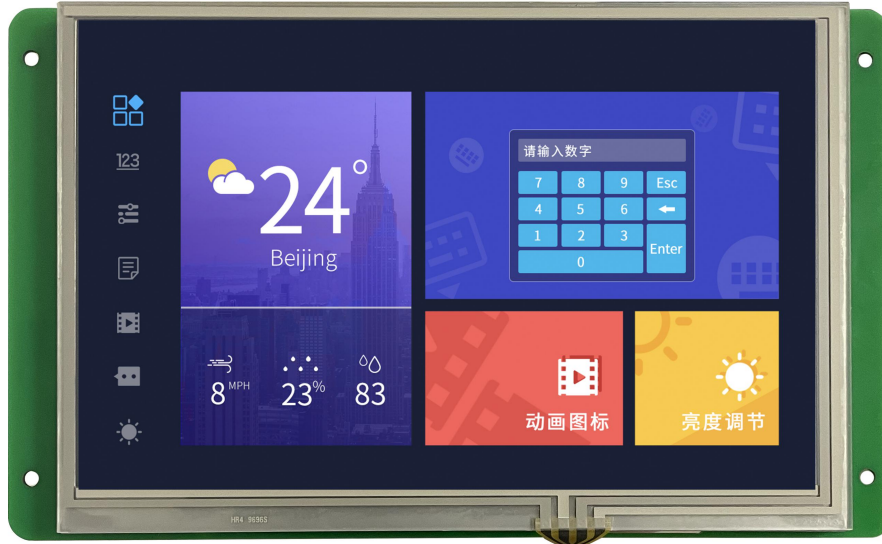 123
24°
Beijing
8 MPH
23%
83
请输入数字
7 8 9 Esc
4 5 6
1 2 3 Enter
0
动画图标
亮度调节
HR4 9696S